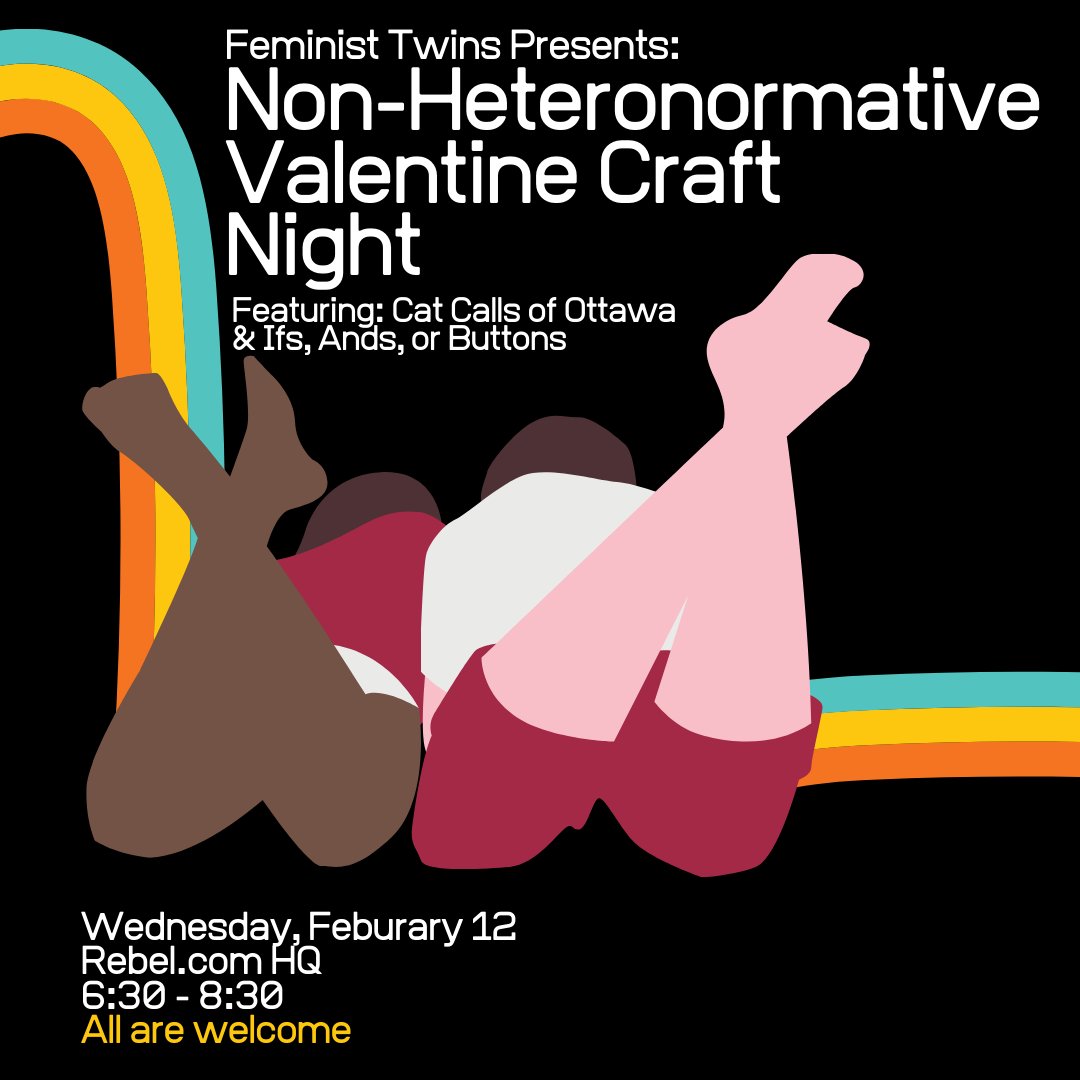 Feminist Twins Presents:
Non-Heteronormative
Valentine Craft
Night
Featuring: Cat Calls of Ottawa
& Ifs, Ands, or Buttons
Wednesday, Feburary 12
Rebel.com HQ
6:30 - 8:30
All are welcome